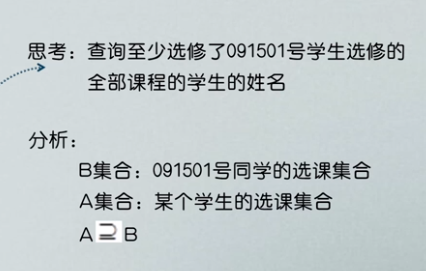 思考：查询至少选修了091501号学生选修的
全部课程的学生的姓名
分析：
B集合：091501号同学的选课集合
A集合：某个学生的选课集合
A⊇B